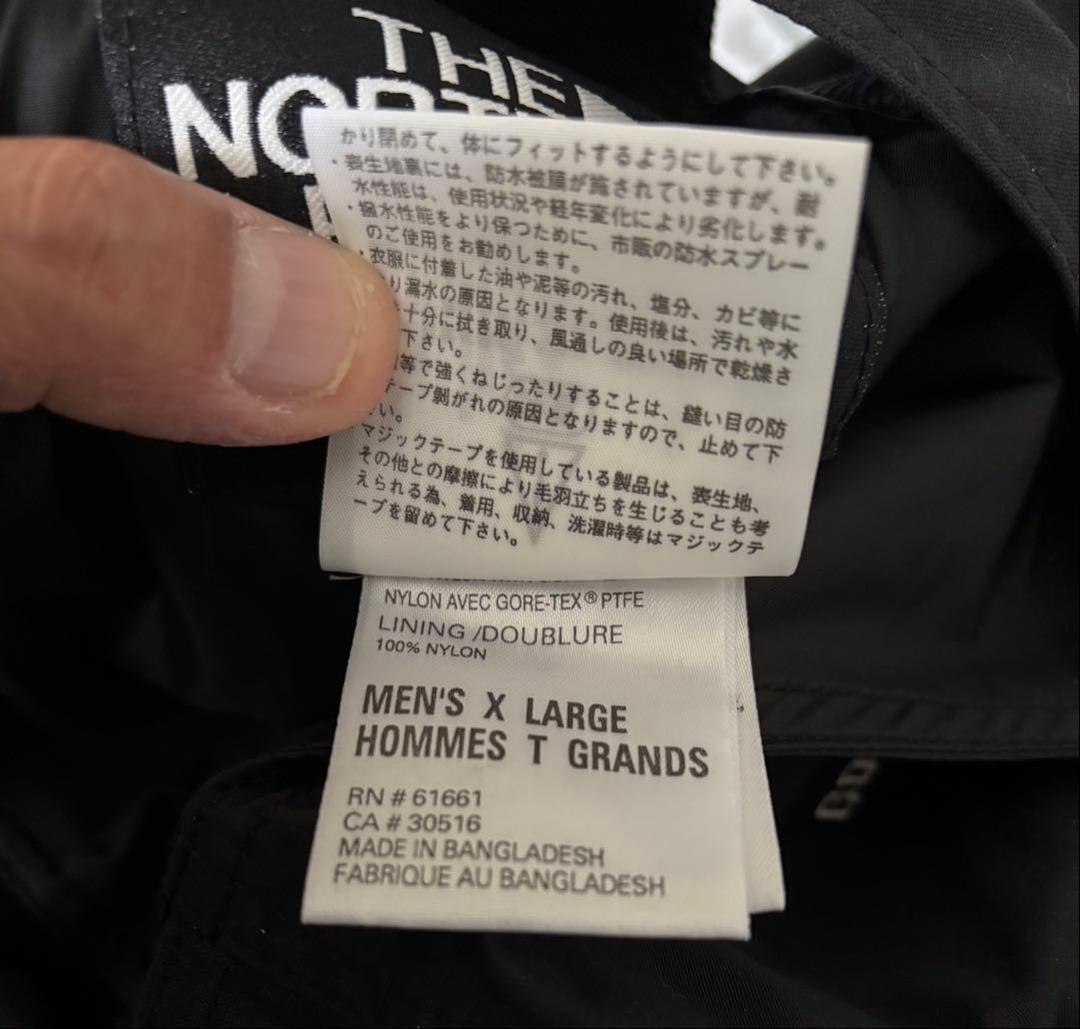 THE
NORTH
かり閉めて、体にフィットするようにして下さい。
・表生地裏には、防水被膜が施されていますが、耐
水性能は、使用状況や経年変化により劣化します。
・撥水性能をより保つために、市販の防水スプレー
のご使用をお勧めします。
・衣服に付着した油や泥等の汚れ、塩分、カビ等に
り漏水の原因となります。使用後は、汚れや水
十分に拭き取り、風通しの良い場所で乾燥さ
下さい。
等で強くねじったりすることは、縫い目の防
テープ剝がれの原因となりますので、止めて下
い。
マジックテープを使用している製品は、表生地、
その他との摩擦により毛羽立ちを生じることも考
えられる為、着用、収納、洗濯時等はマジックテ
ープを留めて下さい。
NYLON AVEC GORE-TEX® PTFE
LINING /DOUBLURE
100% NYLON
MEN'S X LARGE
HOMMES T GRANDS
RN # 61661
CA # 30516
MADE IN BANGLADESH
FABRIQUE AU BANGLADESH